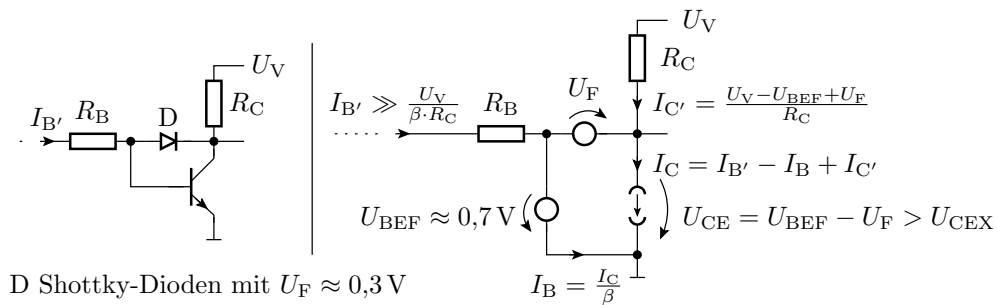 U_V
R_C
R_B
D
I_B'
U_V
R_C
I_B' ≫ U_V / β·R_C
R_B
U_F
I_C' = U_V−U_BEF+U_F / R_C
I_C = I_B' − I_B + I_C'
U_BEF ≈ 0,7 V
U_CE = U_BEF − U_F > U_CEX
I_B = I_C / β
D Shottky-Dioden mit U_F ≈ 0,3 V